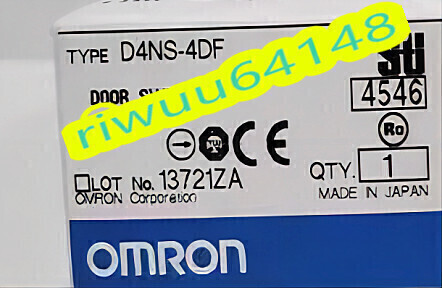 TYPE D4NS-4DF
sti
DOOR SW
riwuu64148
4546
Ro
CE
LOT No. 13721ZA
QTY. 1
OMRON Corporation
MADE IN JAPAN
OMRON